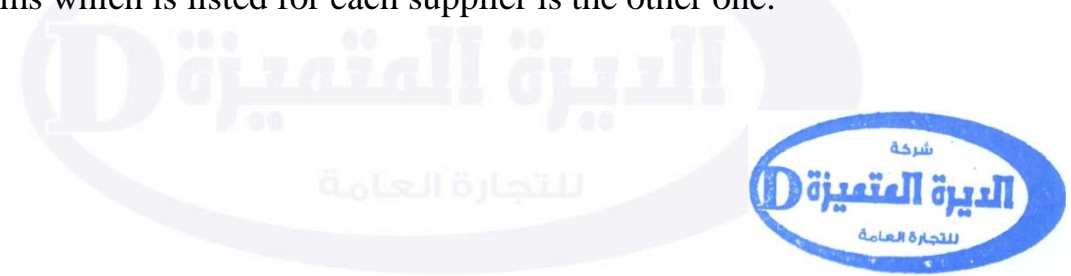 which is listed for each supplier is the other one.
الديرة المتميزة D
للتجارة العامة
شركة
الديرة المتميزة D
للتجارة العامة